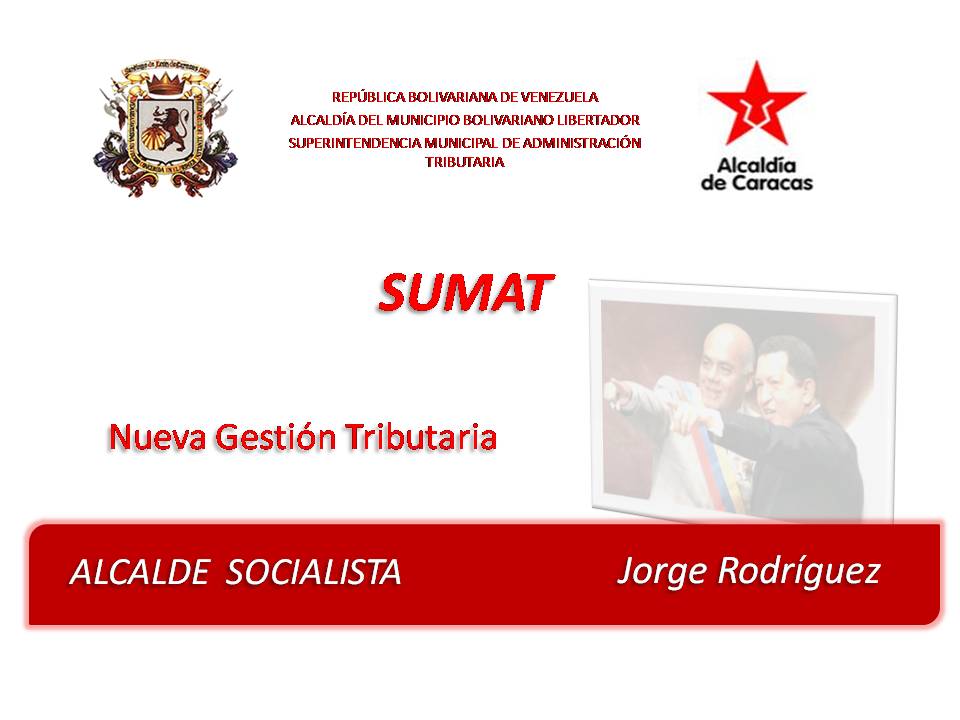 REPÚBLICA BOLIVARIANA DE VENEZUELA
ALCALDÍA DEL MUNICIPIO BOLIVARIANO LIBERTADOR
SUPERINTENDENCIA MUNICIPAL DE ADMINISTRACIÓN
TRIBUTARIA
Alcaldía
de Caracas
SUMAT
Nueva Gestión Tributaria
ALCALDE SOCIALISTA
Jorge Rodríguez